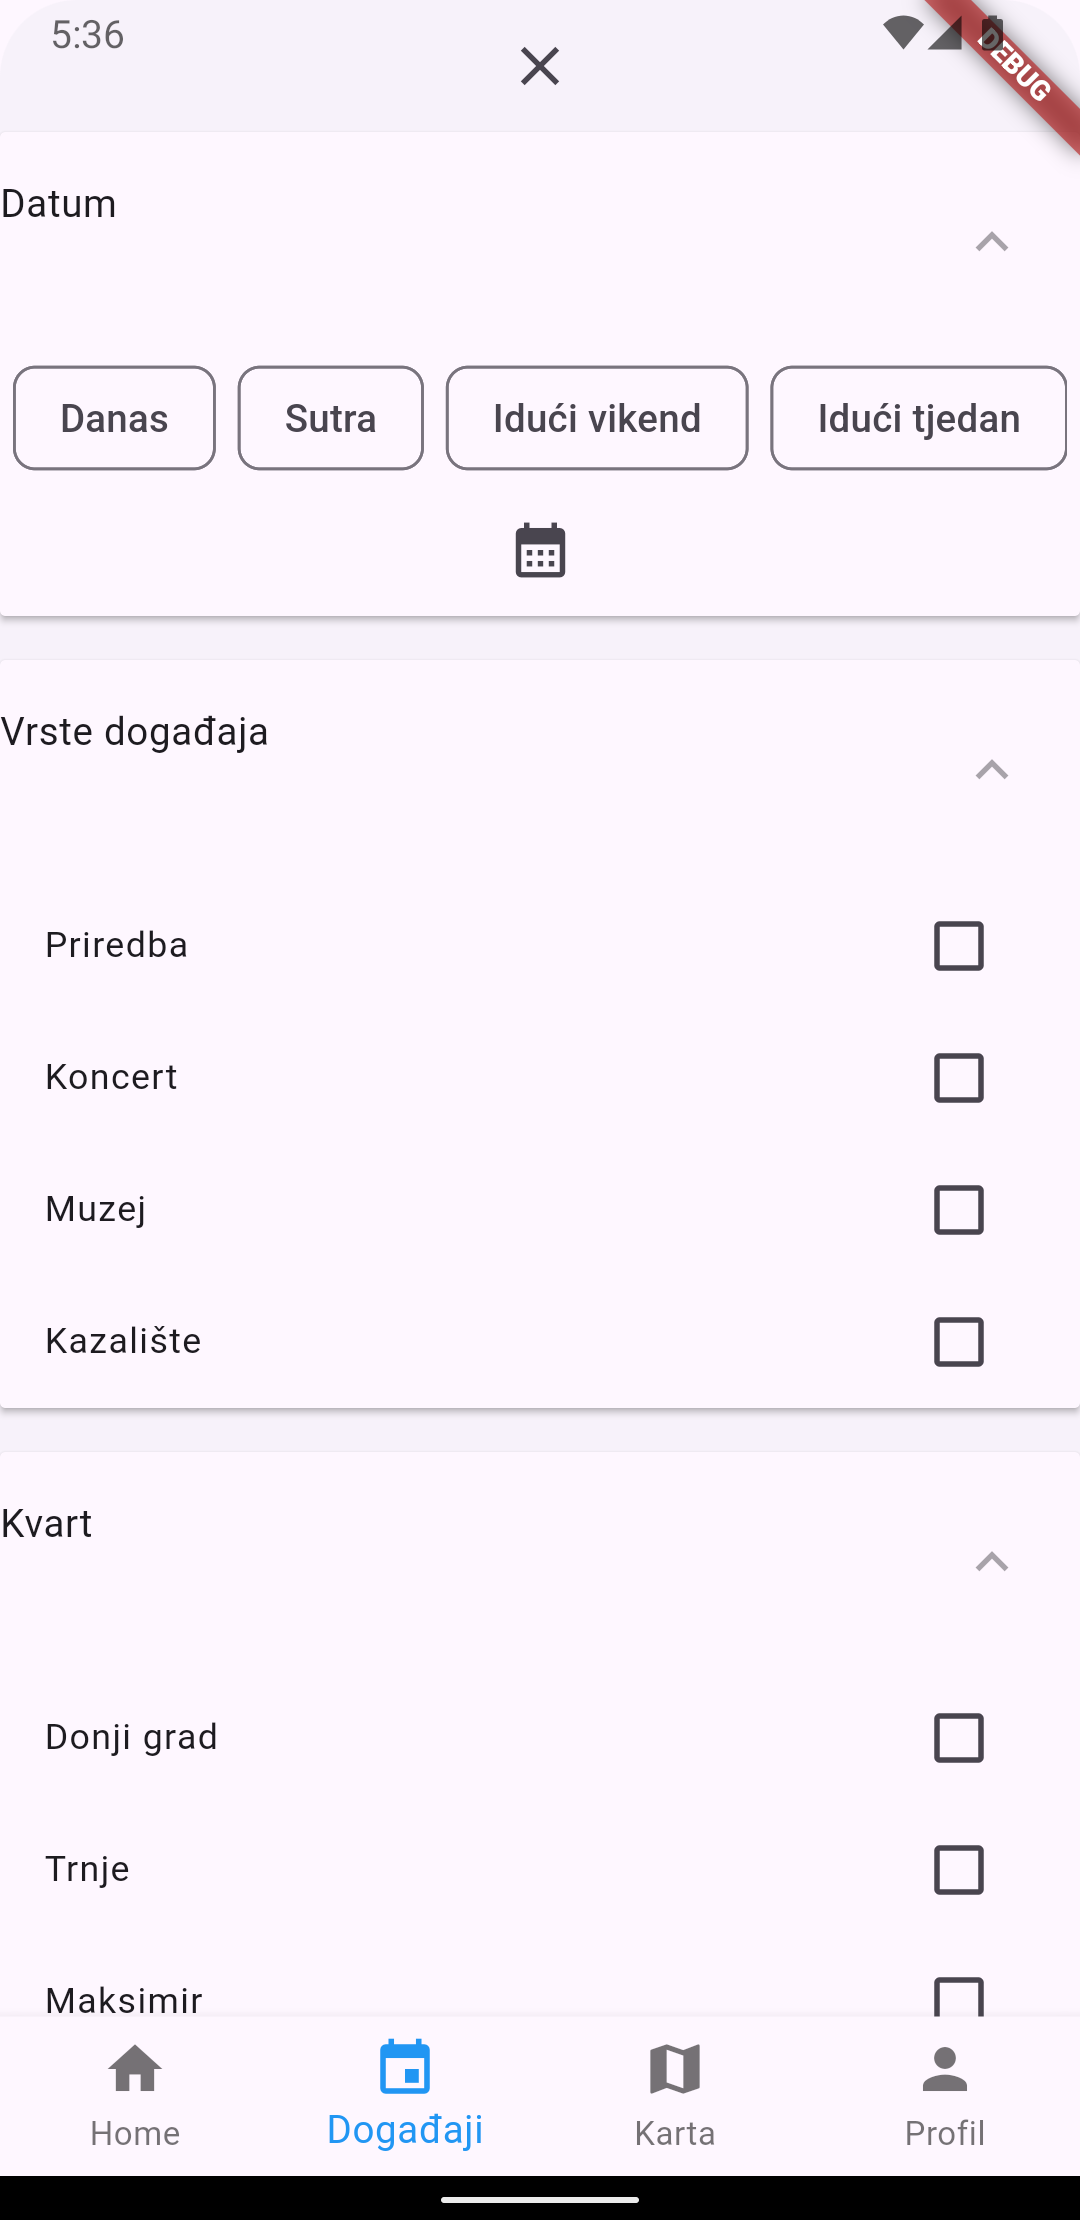 5:36
DEBUG
Datum
Danas Sutra Idući vikend Idući tjedan
Vrste događaja
Priredba
Koncert
Muzej
Kazalište
Kvart
Donji grad
Trnje
Maksimir
Home Događaji Karta Profil